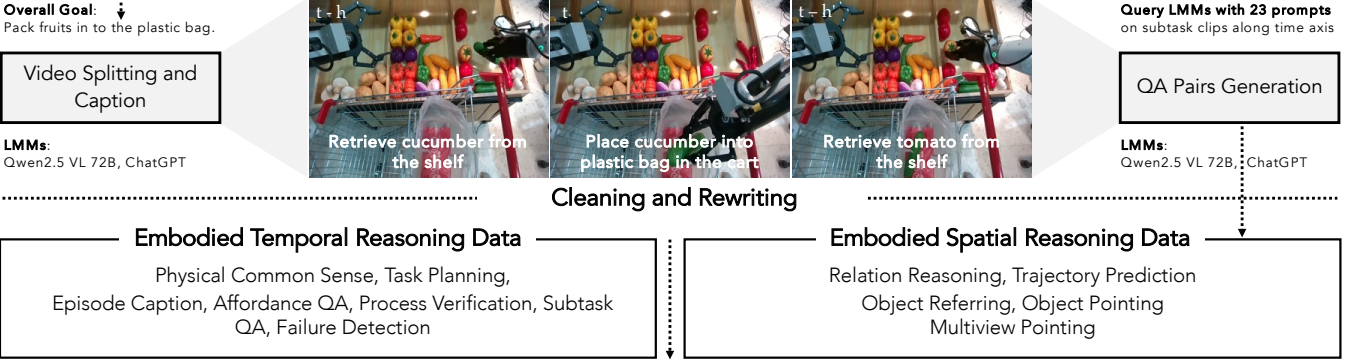 Overall Goal:
Pack fruits in to the plastic bag.
Video Splitting and
Caption
LMMs:
Qwen2.5 VL 72B, ChatGPT
t - h
Retrieve cucumber from
the shelf
t
Place cucumber into
plastic bag in the cart
t – h'
Retrieve tomato from
the shelf
Query LMMs with 23 prompts
on subtask clips along time axis
QA Pairs Generation
LMMs:
Qwen2.5 VL 72B, ChatGPT
Cleaning and Rewriting
Embodied Temporal Reasoning Data
Physical Common Sense, Task Planning,
Episode Caption, Affordance QA, Process Verification, Subtask
QA, Failure Detection
Embodied Spatial Reasoning Data
Relation Reasoning, Trajectory Prediction
Object Referring, Object Pointing
Multiview Pointing